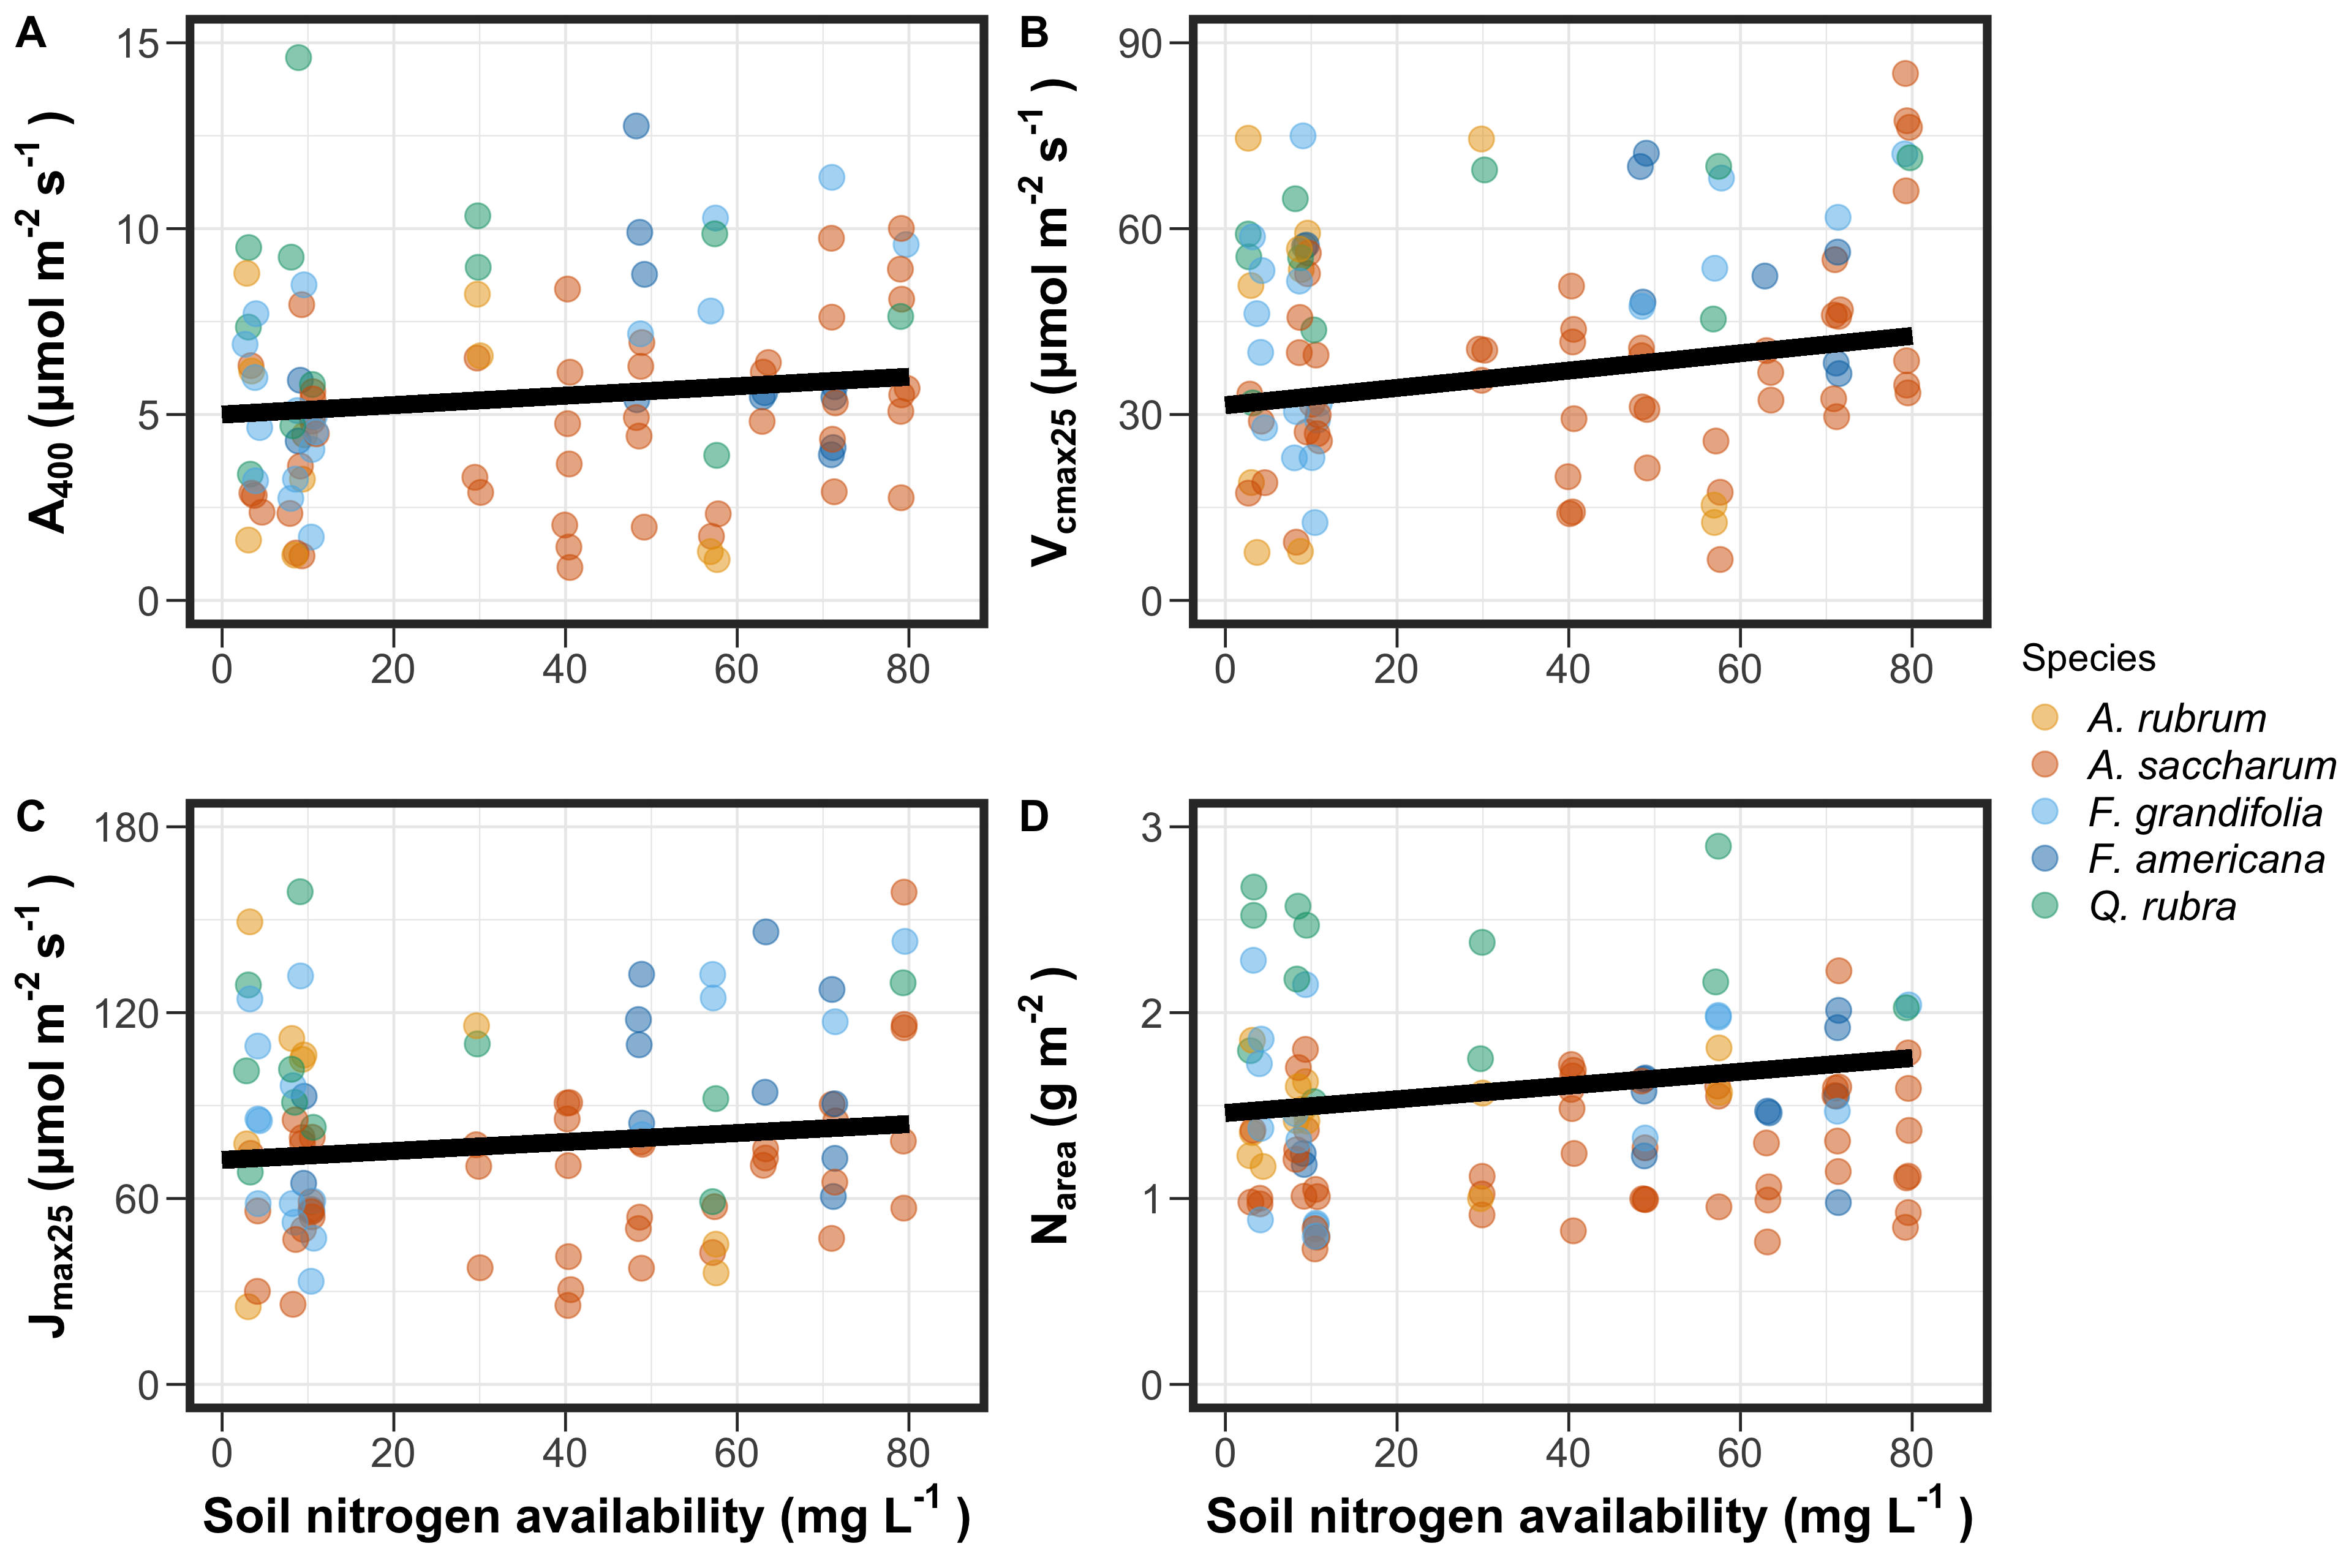 A
B
A400 (μmol m-2 s-1 )
15
10
5
0
0 20 40 60 80
Vcmax25 (μmol m-2 s-1 )
90
60
30
0
0 20 40 60 80
Species
A. rubrum
A. saccharum
F. grandifolia
F. americana
Q. rubra
C
D
Jmax25 (μmol m-2 s-1 )
180
120
60
0
0 20 40 60 80
Soil nitrogen availability (mg L-1 )
Narea (g m-2 )
3
2
1
0
0 20 40 60 80
Soil nitrogen availability (mg L-1 )